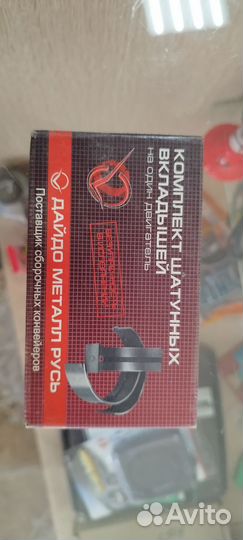 КОМПЛЕКТ ШАТУННЫХ
ВКЛАДЫШЕЙ
на один двигатель
ДАЙДО МЕТАЛЛ РУСЬ
Поставщик сборочных конвейеров
Avito